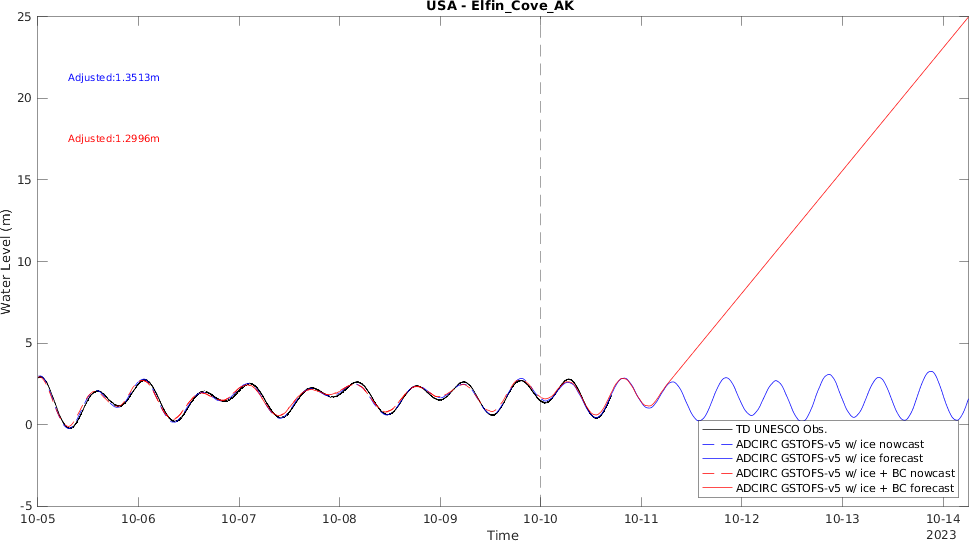 USA - Elfin_Cove_AK
25
20
15
10
5
0
-5
Water Level (m)
Adjusted:1.3513m
Adjusted:1.2996m
TD UNESCO Obs.
ADCIRC GSTOFS-v5 w/ ice nowcast
ADCIRC GSTOFS-v5 w/ ice forecast
ADCIRC GSTOFS-v5 w/ ice + BC nowcast
ADCIRC GSTOFS-v5 w/ ice + BC forecast
10-05 10-06 10-07 10-08 10-09 10-10 10-11 10-12 10-13 10-14
2023
Time